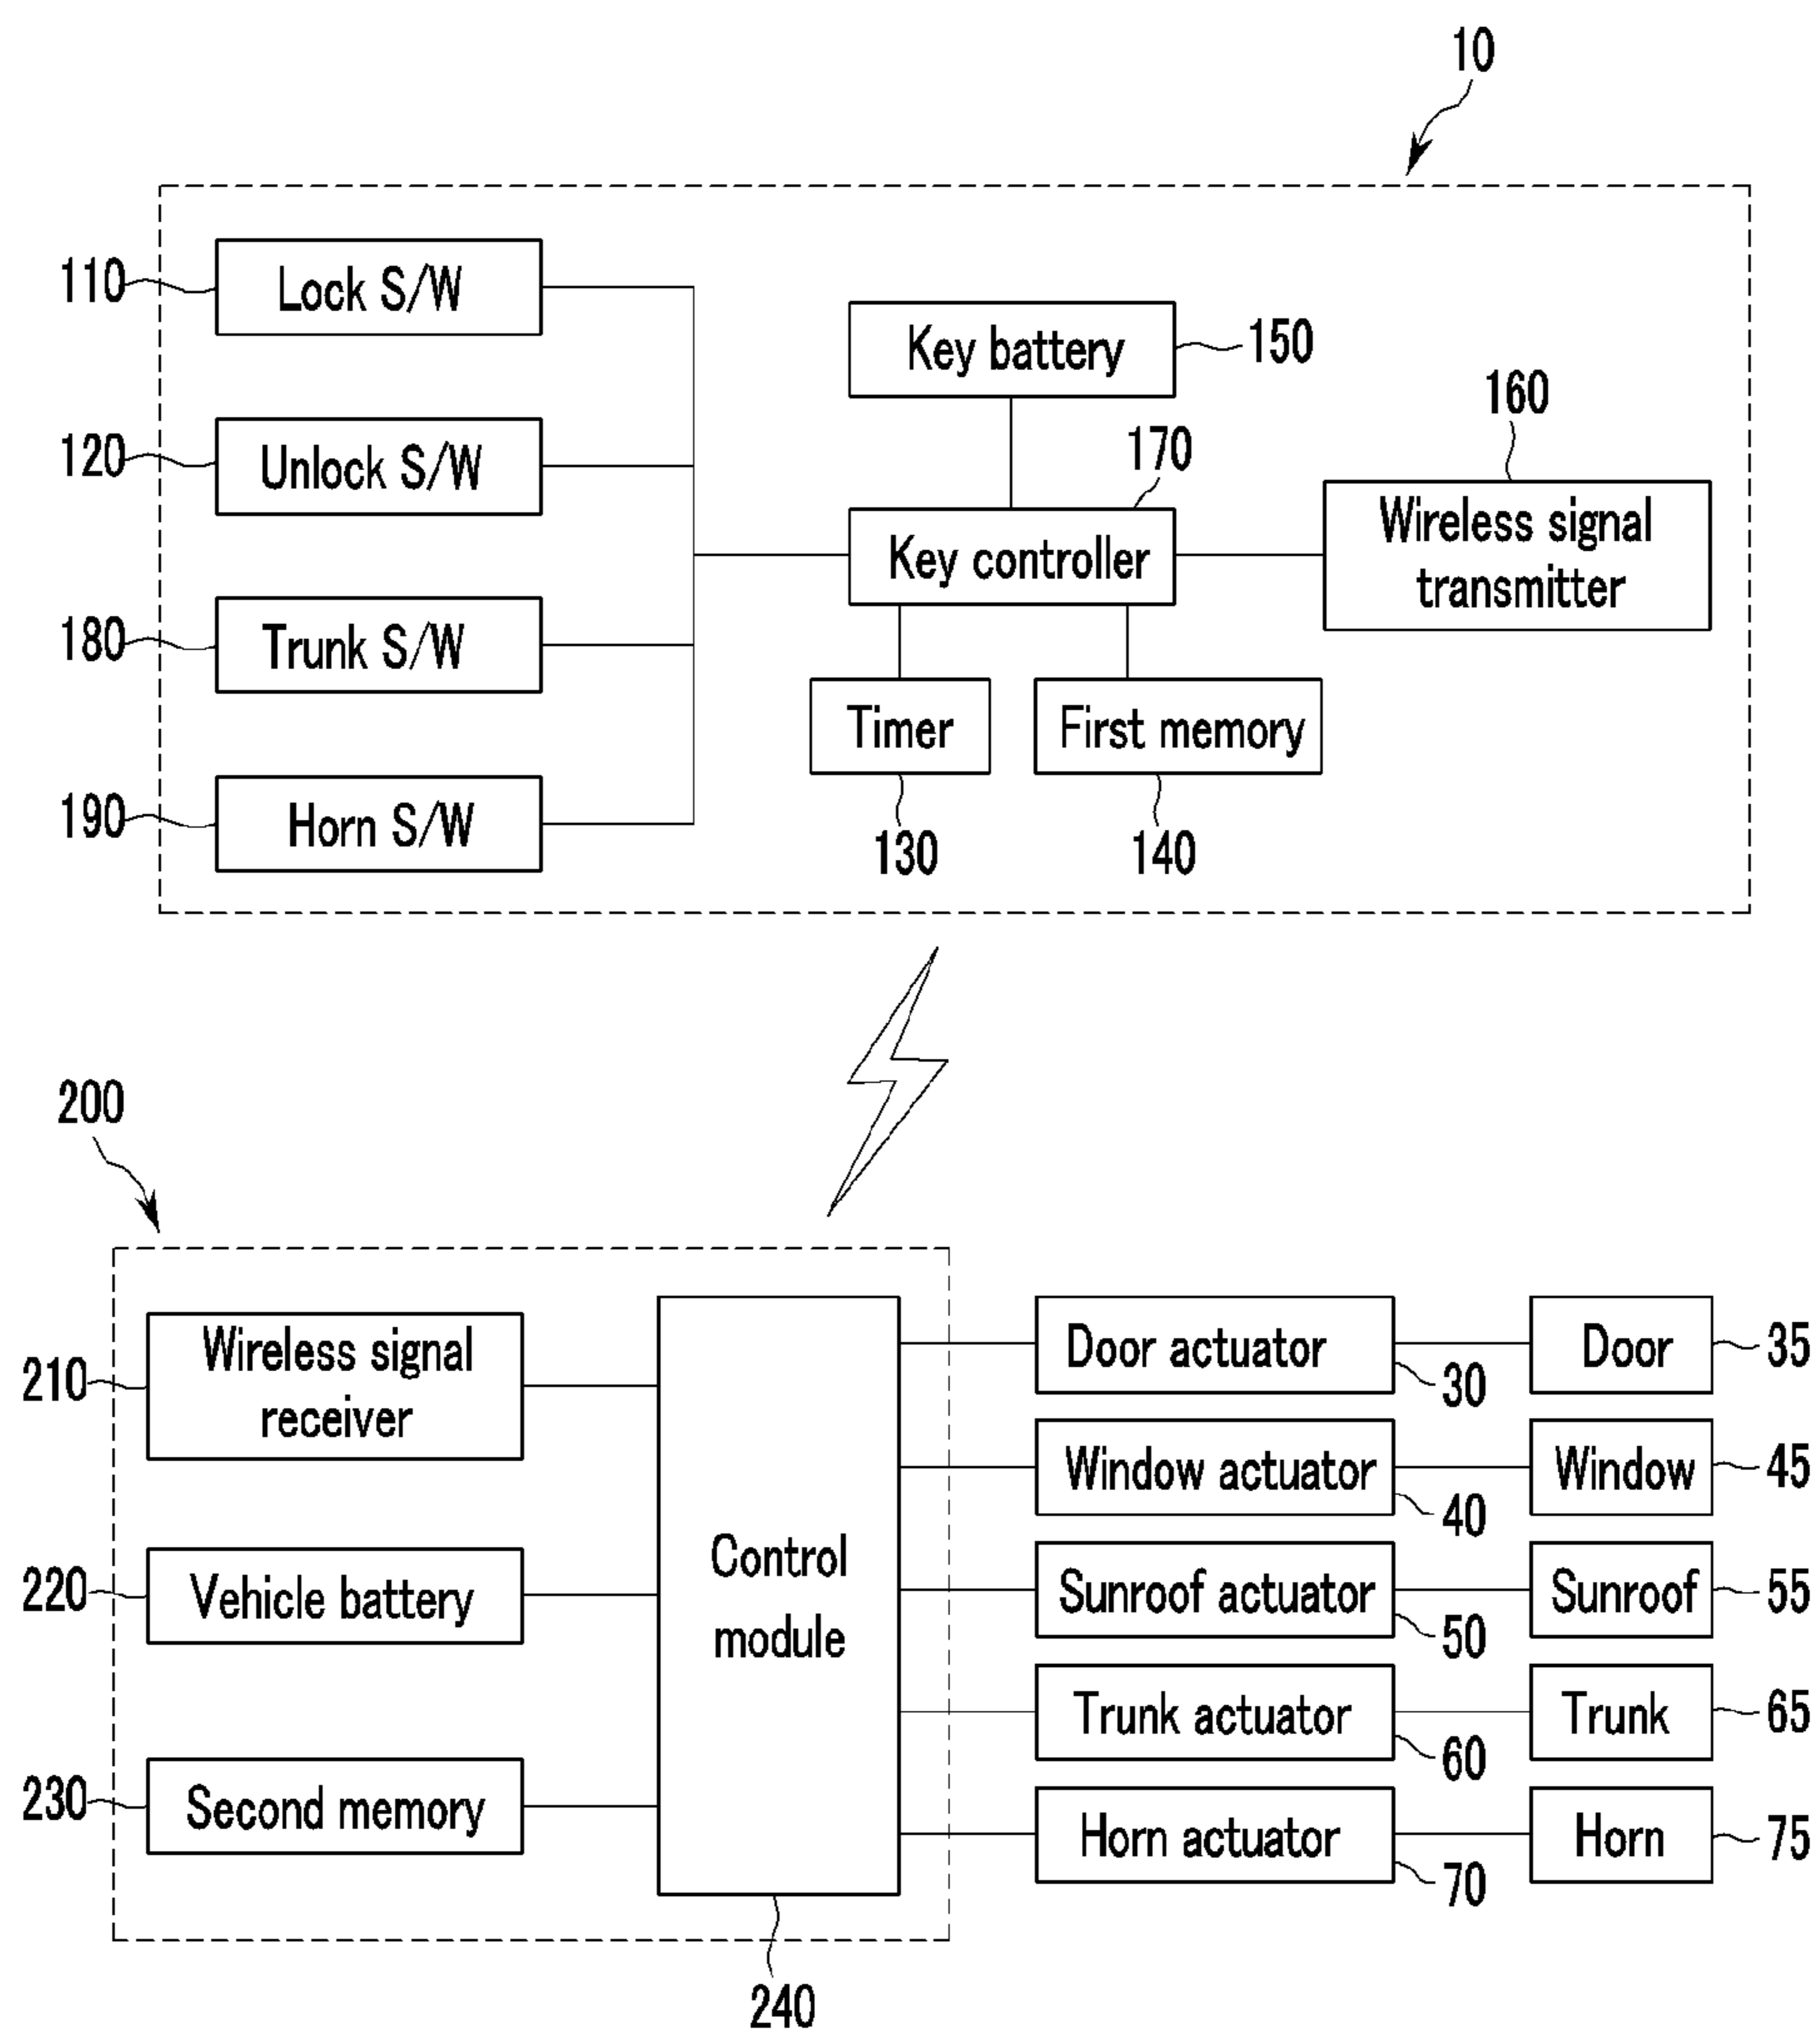 10
110
Lock S/W
Key battery
150
120
Unlock S/W
170
160
Key controller
Wireless signal
transmitter
180
Trunk S/W
Timer
First memory
190
Horn S/W
130
140
200
210
Wireless signal
receiver
Door actuator
30
Door
35
Window actuator
40
Window
45
220
Vehicle battery
Control
module
Sunroof actuator
50
Sunroof
55
Trunk actuator
60
Trunk
65
230
Second memory
Horn actuator
70
Horn
75
240